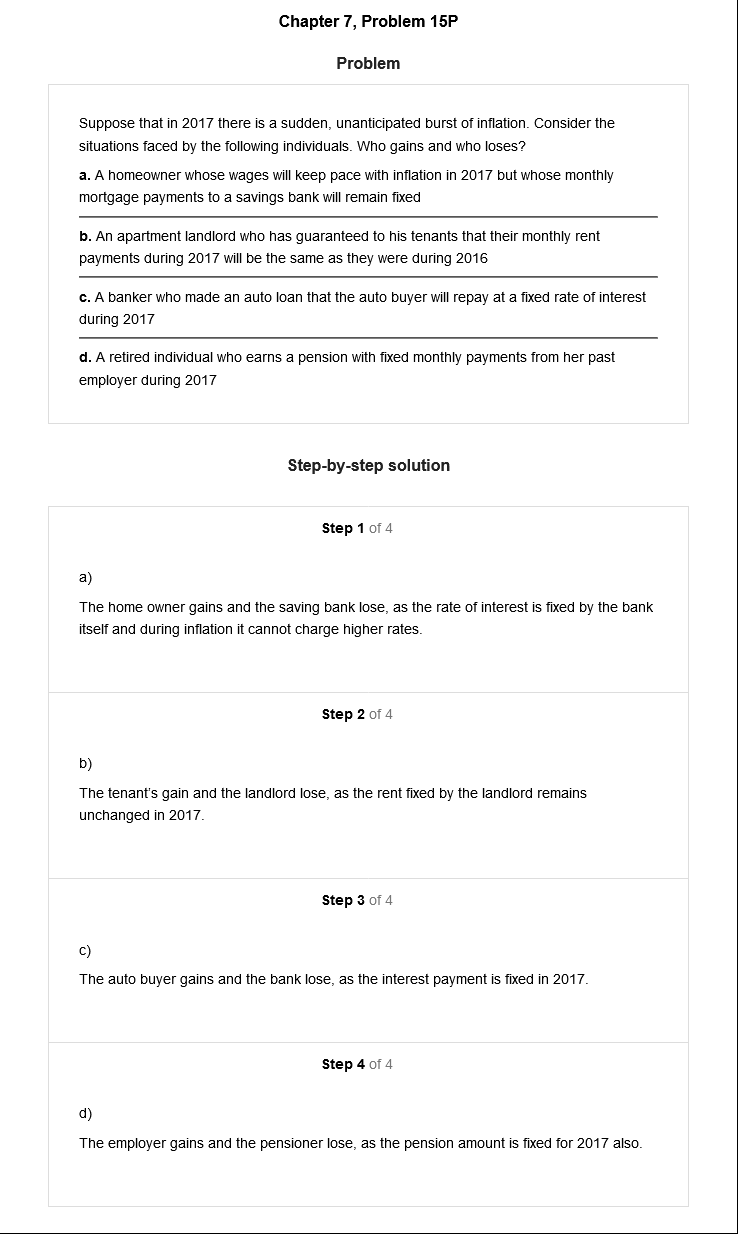 Chapter 7, Problem 15P
Problem
Suppose that in 2017 there is a sudden, unanticipated burst of inflation. Consider the
situations faced by the following individuals. Who gains and who loses?
a. A homeowner whose wages will keep pace with inflation in 2017 but whose monthly
mortgage payments to a savings bank will remain fixed
b. An apartment landlord who has guaranteed to his tenants that their monthly rent
payments during 2017 will be the same as they were during 2016
c. A banker who made an auto loan that the auto buyer will repay at a fixed rate of interest
during 2017
d. A retired individual who earns a pension with fixed monthly payments from her past
employer during 2017
Step-by-step solution
Step 1 of 4
a)
The home owner gains and the saving bank lose, as the rate of interest is fixed by the bank
itself and during inflation it cannot charge higher rates.
Step 2 of 4
b)
The tenant's gain and the landlord lose, as the rent fixed by the landlord remains
unchanged in 2017.
Step 3 of 4
c)
The auto buyer gains and the bank lose, as the interest payment is fixed in 2017.
Step 4 of 4
d)
The employer gains and the pensioner lose, as the pension amount is fixed for 2017 also.